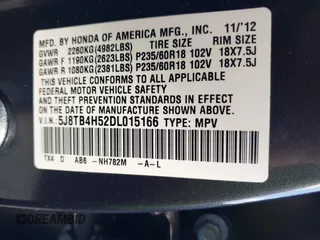 MFD. BY HONDA OF AMERICA MFG., INC. 11/'12
GVWR 2260KG(4982LBS) TIRE SIZE RIM SIZE
GAWR F 1190KG(2623LBS) P235/60R18 102V 18X7.5J
GAWR R 1080KG(2381LBS) P235/60R18 102V 18X7.5J
THIS VEHICLE CONFORMS TO ALL APPLICABLE
FEDERAL MOTOR VEHICLE SAFETY AND THEFT
PREVENTION STANDARDS IN EFFECT ON THE DATE
OF MANUFACTURE SHOWN ABOVE.
V.I.N. 5J8TB4H52DL015166 TYPE: MPV
TX4 D AB6 -NH782M -A-L
DREAMBID